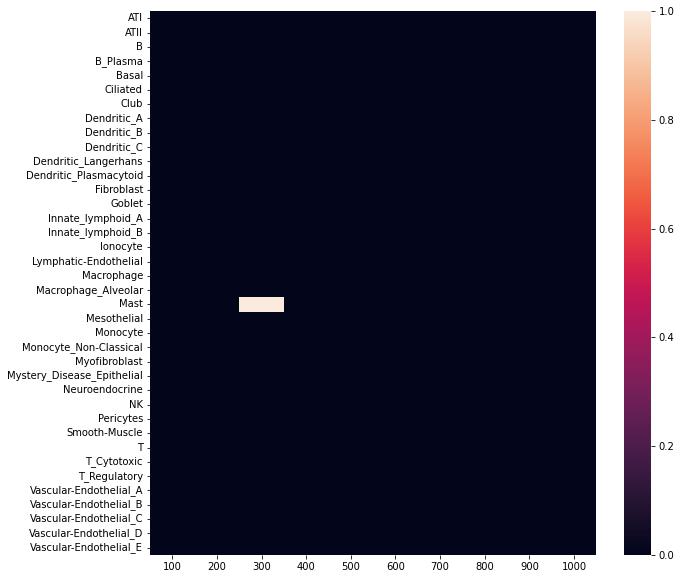 ATI
ATII
B
B_Plasma
Basal
Ciliated
Club
Dendritic_A
Dendritic_B
Dendritic_C
Dendritic_Langerhans
Dendritic_Plasmacytoid
Fibroblast
Goblet
Innate_lymphoid_A
Innate_lymphoid_B
Ionocyte
Lymphatic-Endothelial
Macrophage
Macrophage_Alveolar
Mast
Mesothelial
Monocyte
Monocyte_Non-Classical
Myofibroblast
Mystery_Disease_Epithelial
Neuroendocrine
NK
Pericytes
Smooth-Muscle
T
T_Cytotoxic
T_Regulatory
Vascular-Endothelial_A
Vascular-Endothelial_B
Vascular-Endothelial_C
Vascular-Endothelial_D
Vascular-Endothelial_E
100 200 300 400 500 600 700 800 900 1000
1.0
0.8
0.6
0.4
0.2
0.0